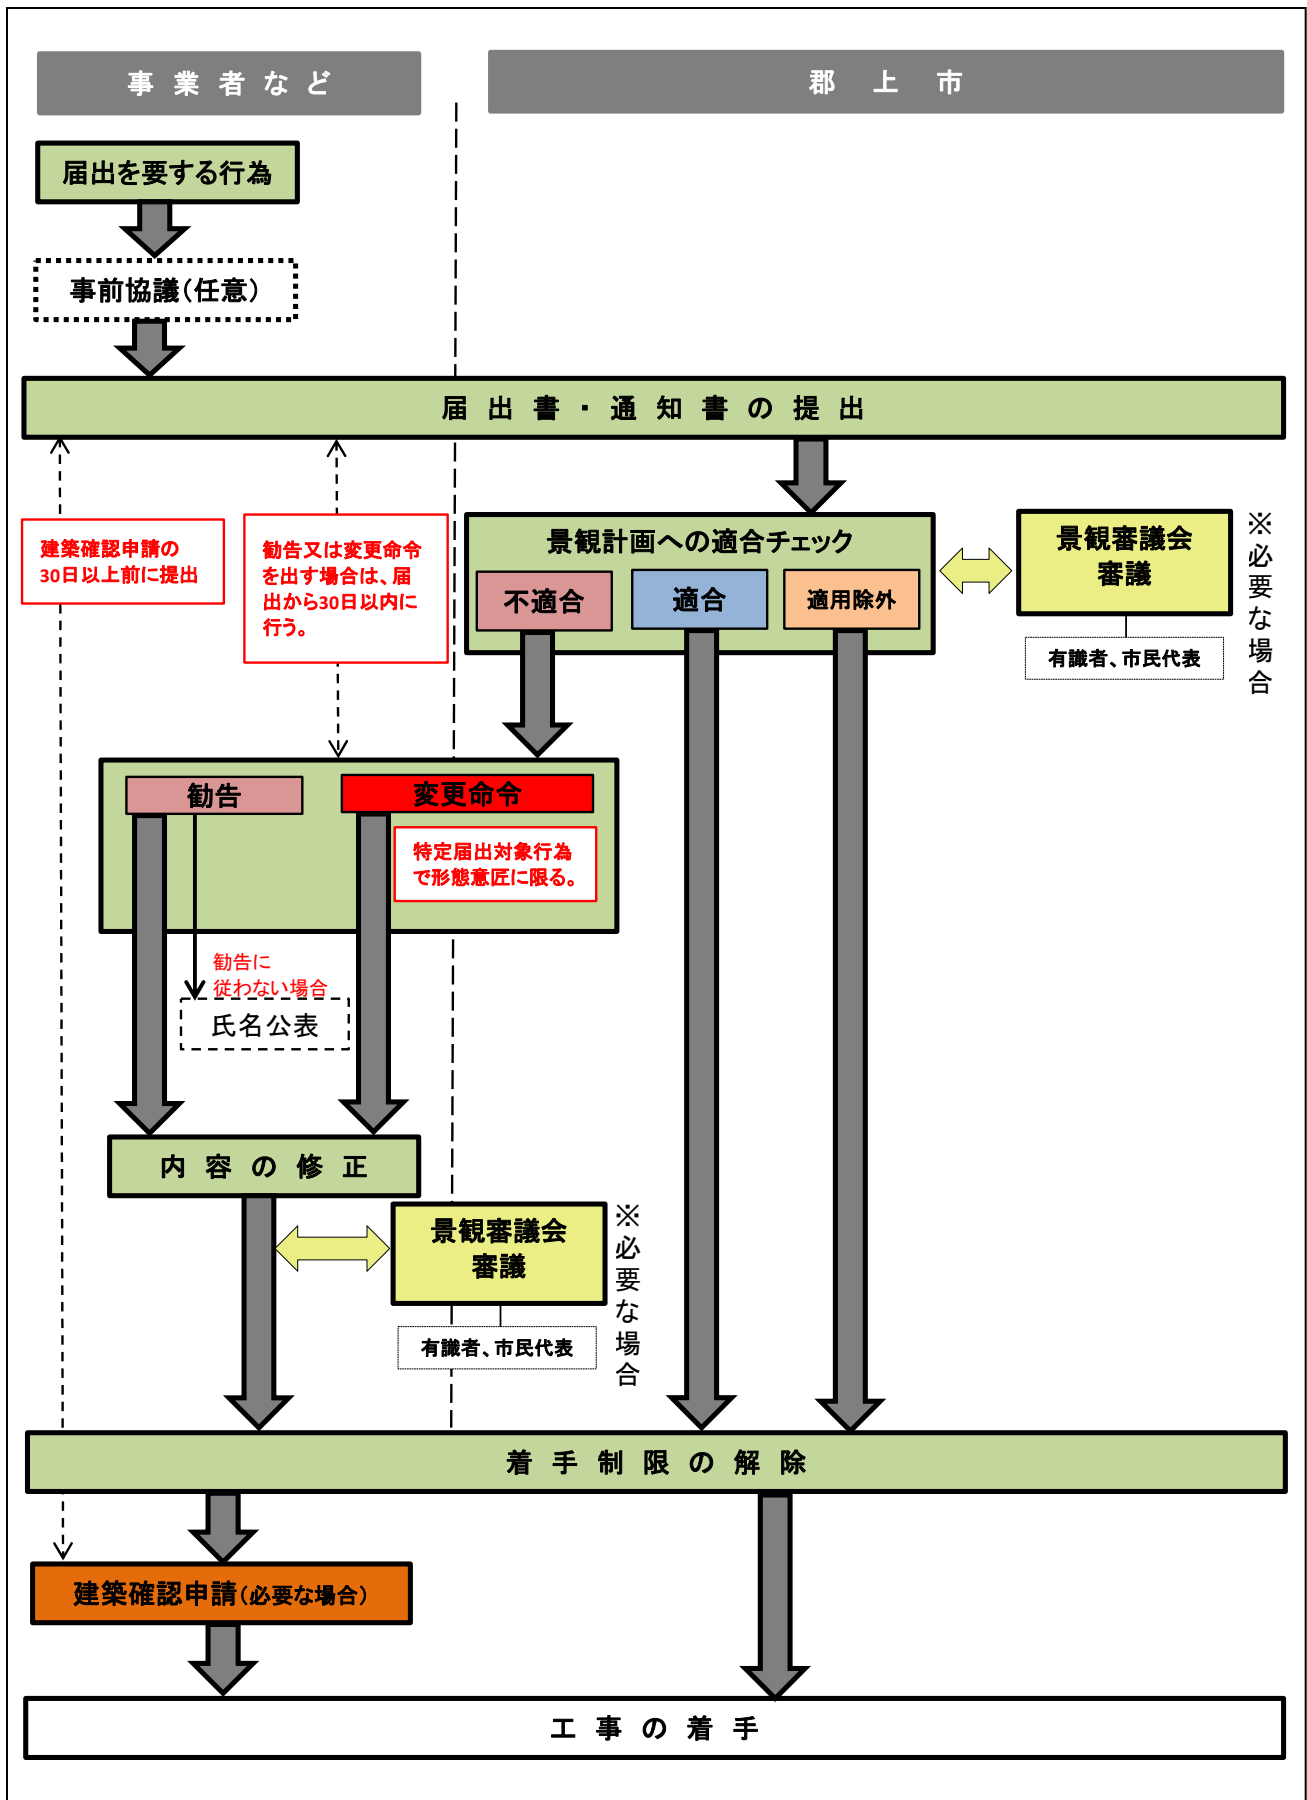 事業者など
郡上市
届出を要する行為
事前協議(任意)
届出書・通知書の提出
建築確認申請の
30日以上前に提出
勧告又は変更命令
を出す場合は、届
出から30日以内に
行う。
景観計画への適合チェック
不適合
適合
適用除外
景観審議会
審議
有識者、市民代表
※必要な場合
勧告
変更命令
特定届出対象行為
で形態意匠に限る。
勧告に
従わない場合
氏名公表
内容の修正
景観審議会
審議
有識者、市民代表
※必要な場合
着手制限の解除
建築確認申請(必要な場合)
工事の着手